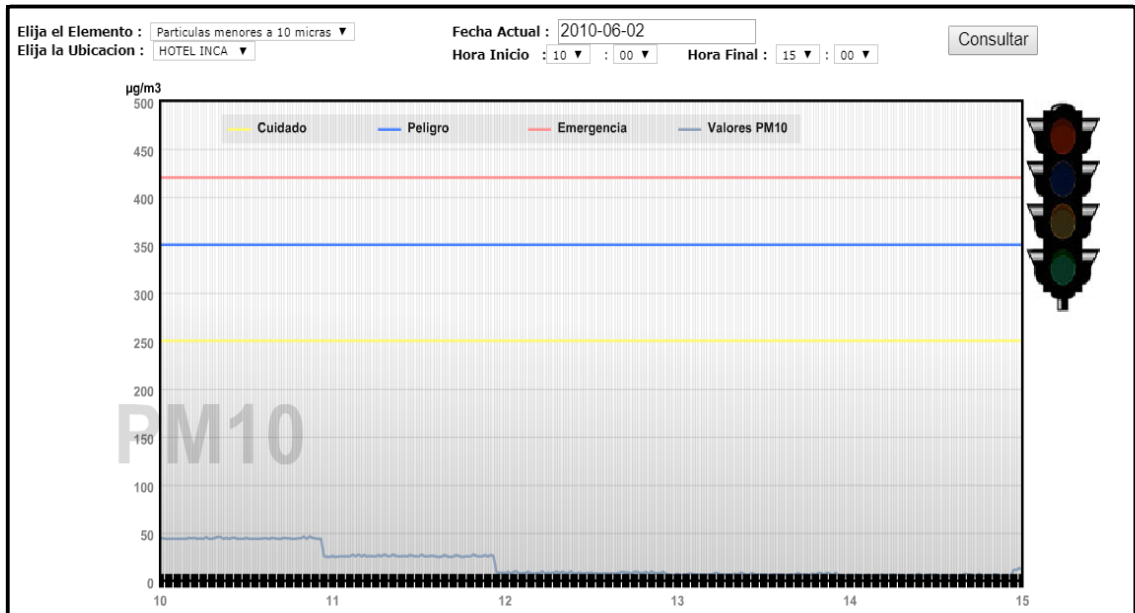 Elija el Elemento : Particulas menores a 10 micras ▼ Fecha Actual : 2010-06-02
Elija la Ubicacion : HOTEL INCA ▼ Hora Inicio : 10 ▼ : 00 ▼ Hora Final : 15 ▼ : 00 ▼ Consultar
µg/m3
500
Cuidado Peligro Emergencia Valores PM10
450
400
350
300
250
200
PM10
150
100
50
0
10 11 12 13 14 15